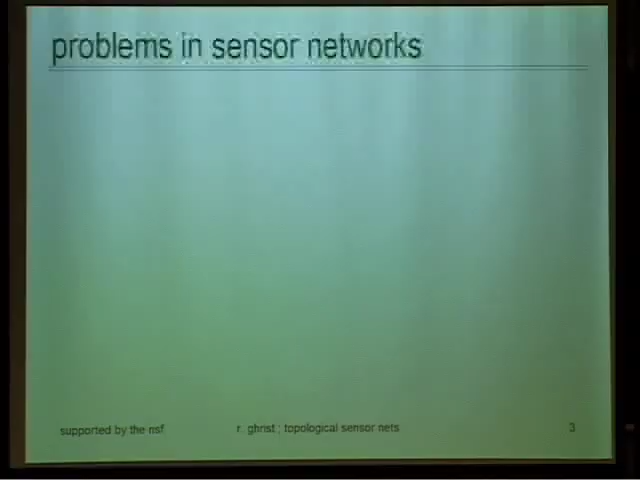 problems in sensor networks
supported by the nsf
r. ghrist ; topological sensor nets
3